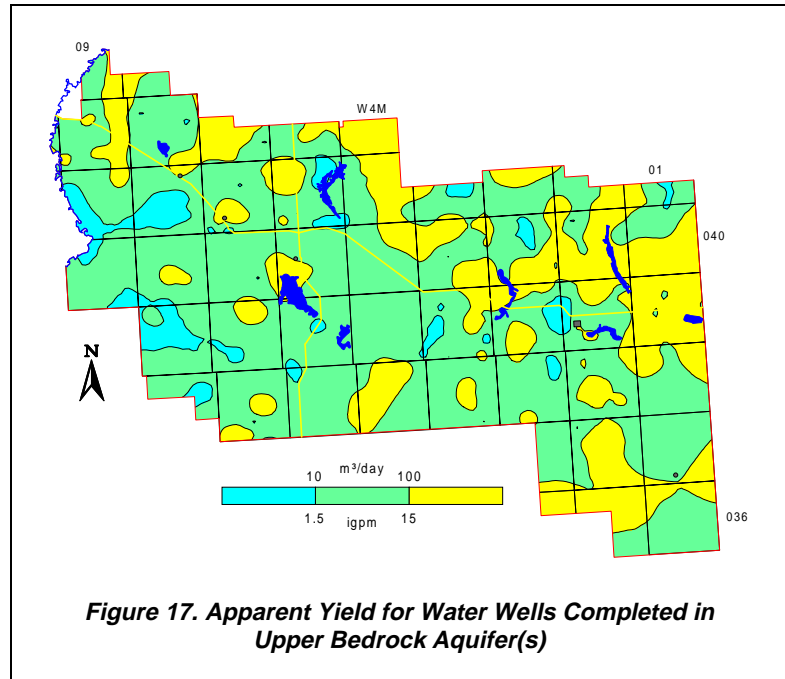 09
W4M
01
040
N
10 m³/day 100
1.5 igpm 15
036
Figure 17. Apparent Yield for Water Wells Completed in
Upper Bedrock Aquifer(s)